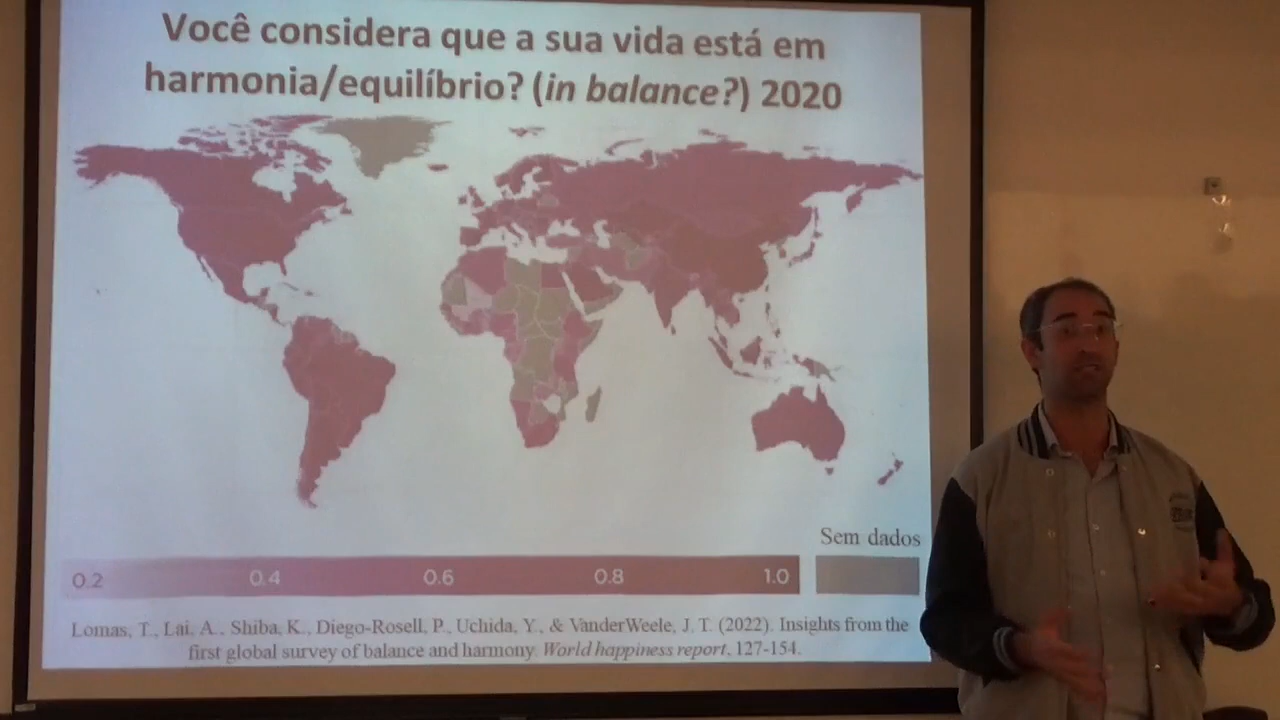 Você considera que a sua vida está em
harmonia/equilíbrio? (in balance?) 2020
Sem dados
0.2 0.4 0.6 0.8 1.0
Lomas, T., Lai, A., Shiba, K., Diego-Rosell, P., Uchida, Y., & VanderWeele, J. T. (2022). Insights from the
first global survey of balance and harmony. World happiness report, 127-154.